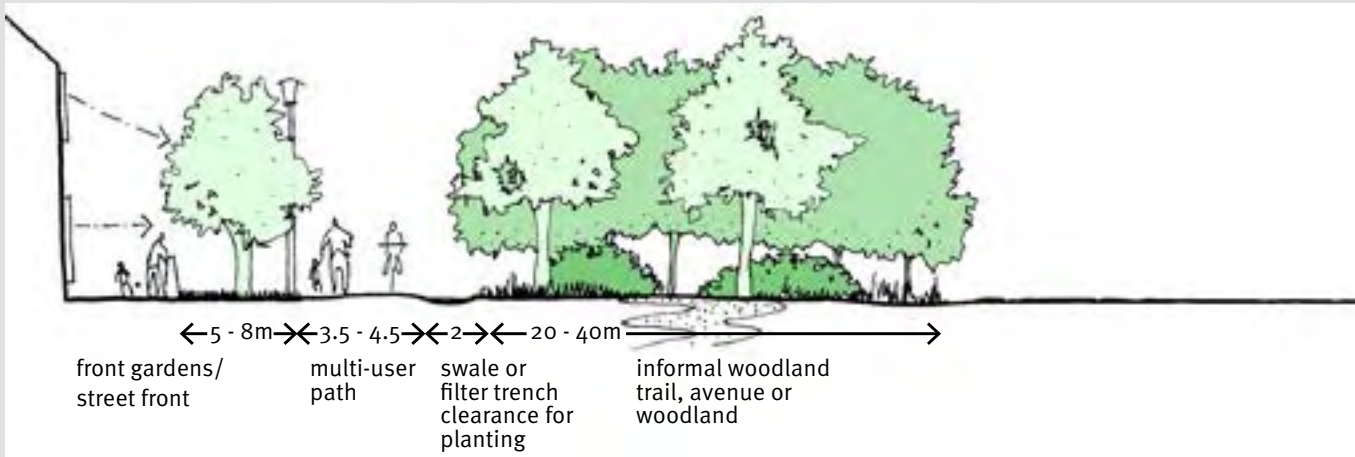 5 - 8m 3.5 - 4.5 2 20 - 40m
front gardens/
street front
multi-user
path
swale or
filter trench
clearance for
planting
informal woodland
trail, avenue or
woodland